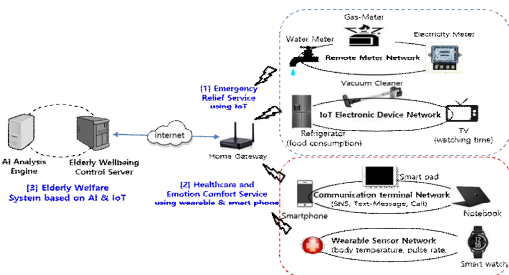 Gas-Meter
Water Meter
Electricity Meter
Remote Meter Network
Vacuum Cleaner
[1] Emergency
Relief Service
using IoT
IoT Electronic Device Network
Refrigerator
(food consumption)
TV
(watching time)
internet
Home Gateway
AI Analysis
Engine
Elderly Wellbeing
Control Server
[3] Elderly Welfare
System based on AI & IoT
[2] Healthcare and
Emotion Comfort Service
using wearable & smart phone
Smart pad
Communication terminal Network
(SNS, Text-Message, Call)
Smartphone
Notebook
Wearable Sensor Network
(body temperature, pulse rate,
Smart watch